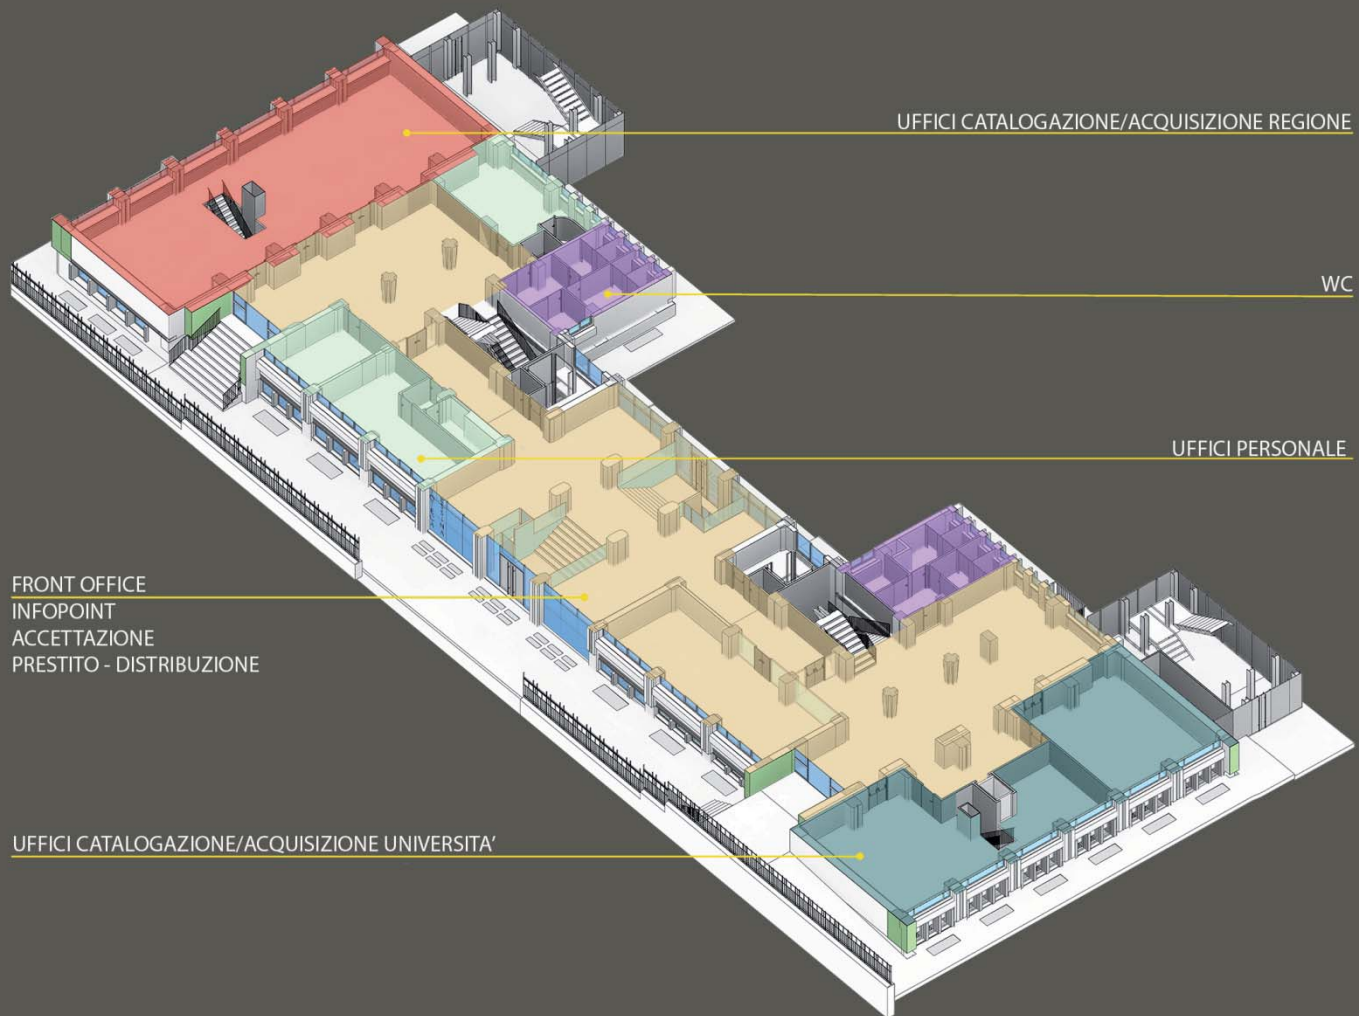 UFFICI CATALOGAZIONE/ACQUISIZIONE REGIONE
WC
UFFICI PERSONALE
FRONT OFFICE
INFOPOINT
ACCETTAZIONE
PRESTITO - DISTRIBUZIONE
UFFICI CATALOGAZIONE/ACQUISIZIONE UNIVERSITA'